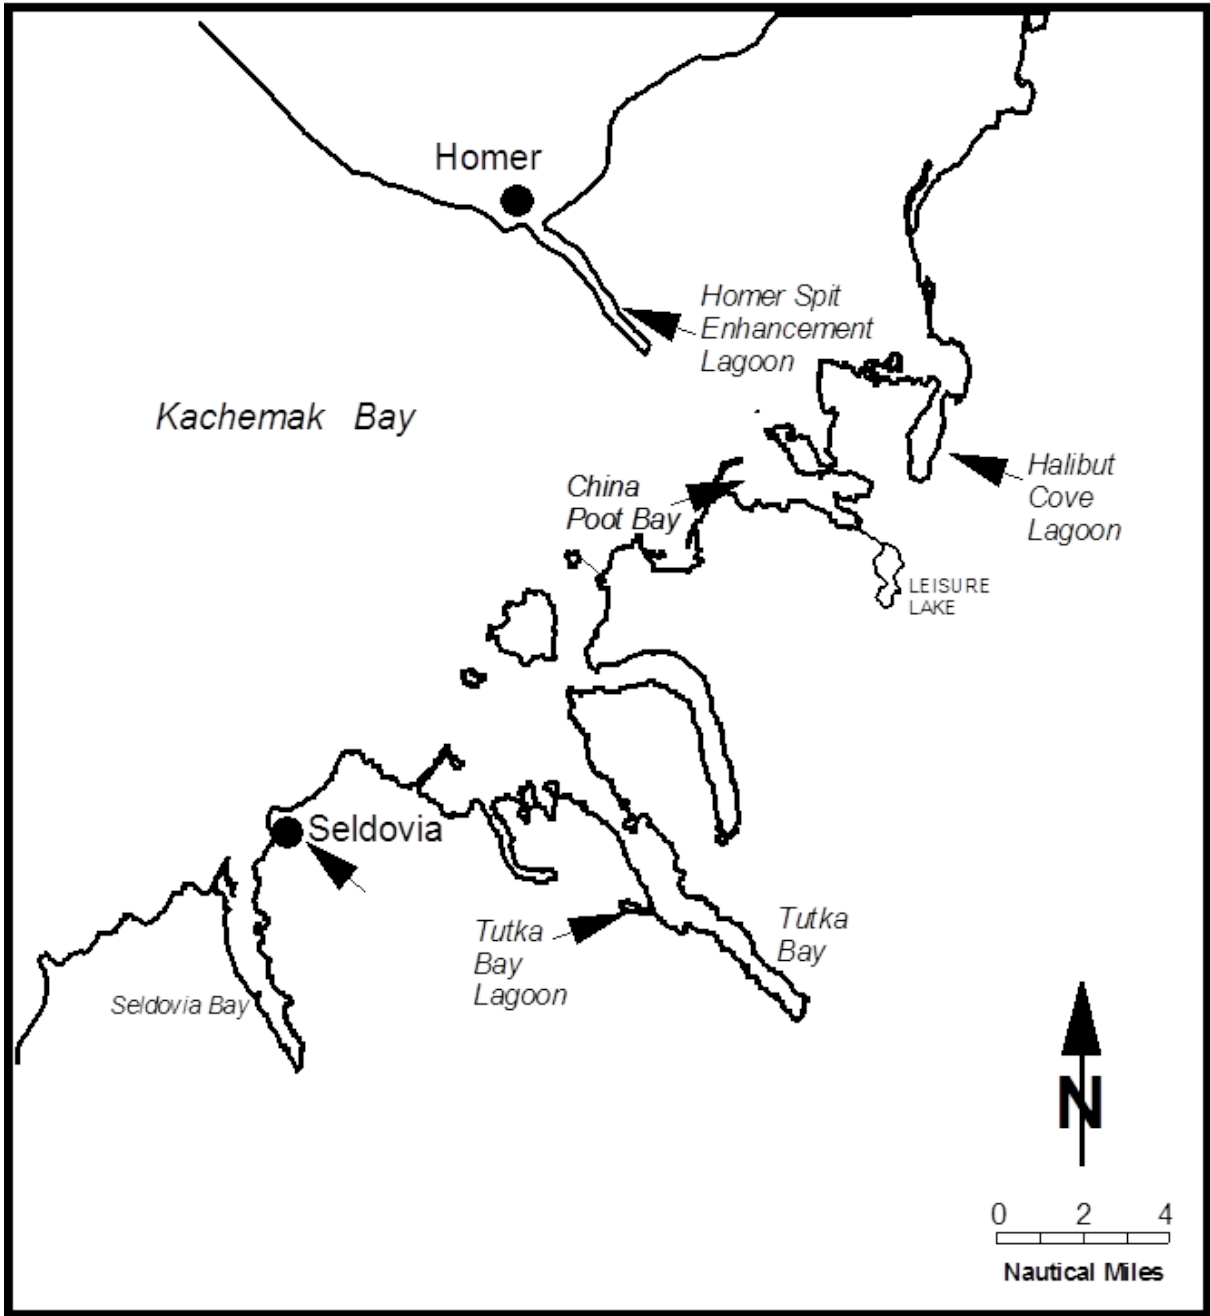 Homer
Homer Spit
Enhancement
Lagoon
Kachemak Bay
China
Poot Bay
Halibut
Cove
Lagoon
LEISURE
LAKE
Seldovia
Tutka
Bay
Lagoon
Tutka
Bay
Seldovia Bay
N
0 2 4
Nautical Miles